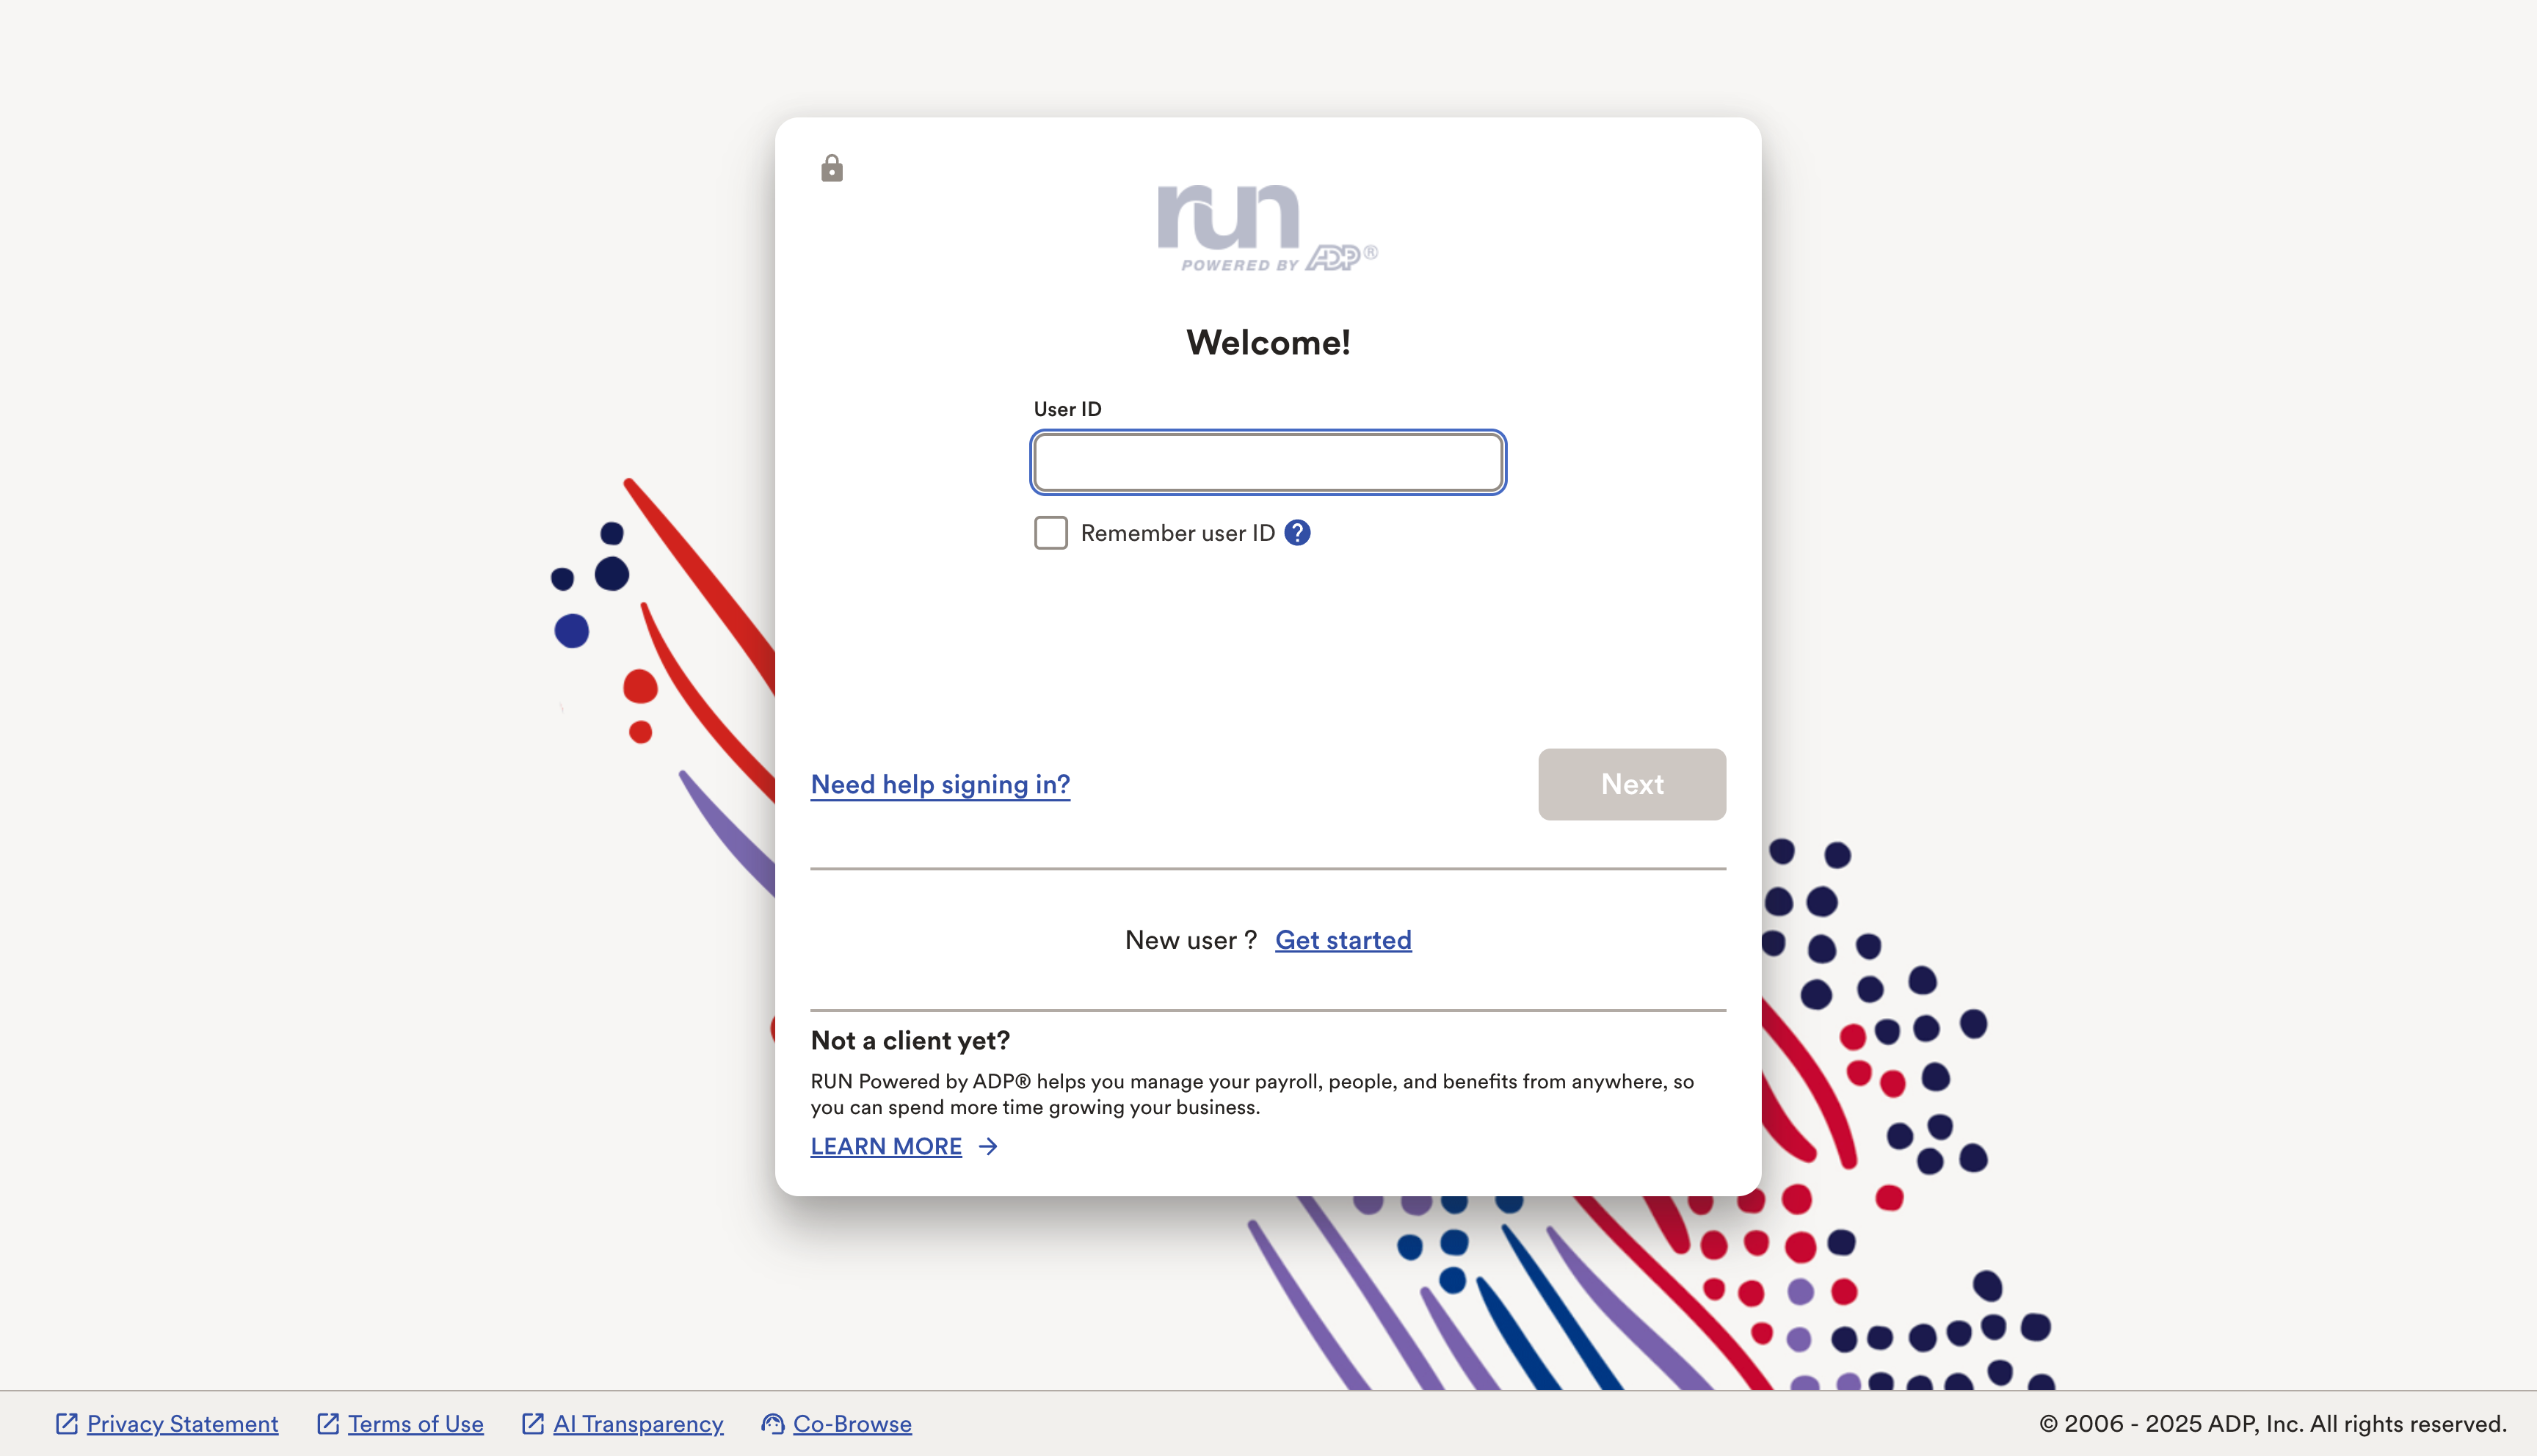 run
POWERED BY ADP®
Welcome!
User ID
Remember user ID ?
Need help signing in?
Next
New user ? Get started
Not a client yet?
RUN Powered by ADP® helps you manage your payroll, people, and benefits from anywhere, so
you can spend more time growing your business.
LEARN MORE →
Privacy Statement Terms of Use AI Transparency Co-Browse © 2006 - 2025 ADP, Inc. All rights reserved.